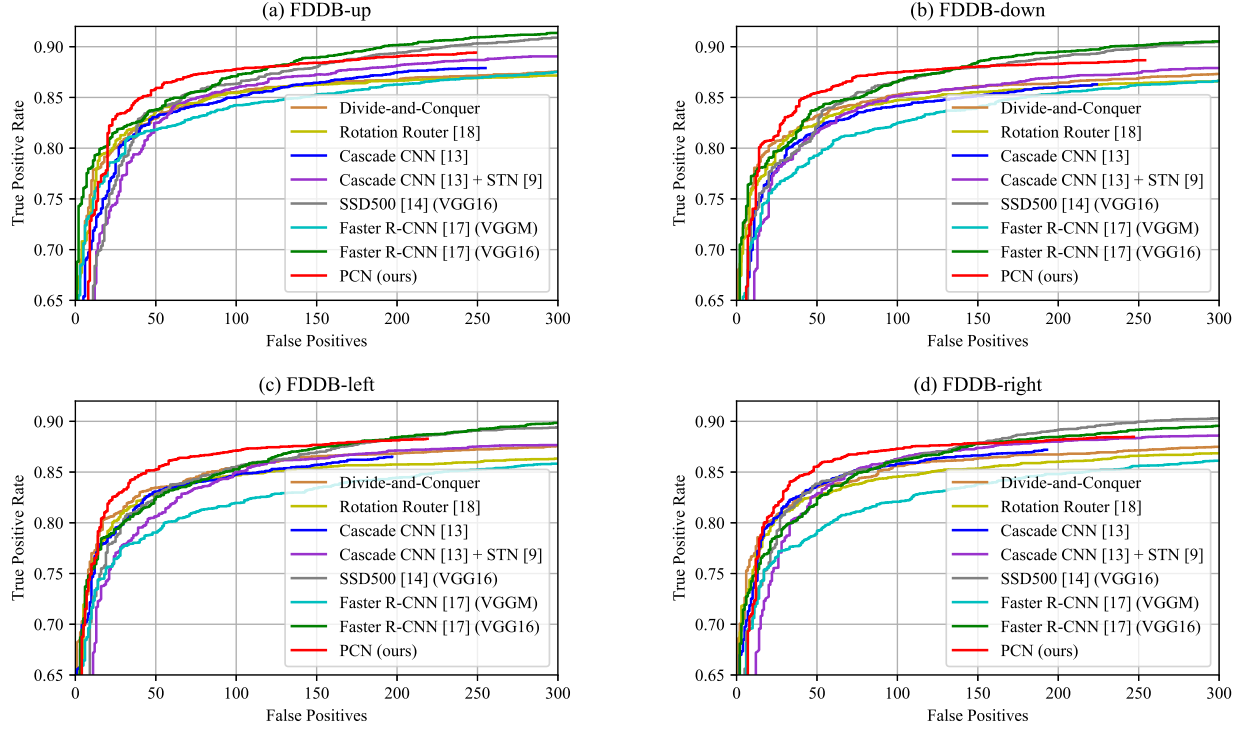 (a) FDDB-up
True Positive Rate
0.90
0.85
0.80
0.75
0.70
0.65
Divide-and-Conquer
Rotation Router [18]
Cascade CNN [13]
Cascade CNN [13] + STN [9]
SSD500 [14] (VGG16)
Faster R-CNN [17] (VGGM)
Faster R-CNN [17] (VGG16)
PCN (ours)
0 50 100 150 200 250 300
False Positives
(b) FDDB-down
True Positive Rate
0.90
0.85
0.80
0.75
0.70
0.65
Divide-and-Conquer
Rotation Router [18]
Cascade CNN [13]
Cascade CNN [13] + STN [9]
SSD500 [14] (VGG16)
Faster R-CNN [17] (VGGM)
Faster R-CNN [17] (VGG16)
PCN (ours)
0 50 100 150 200 250 300
False Positives
(c) FDDB-left
True Positive Rate
0.90
0.85
0.80
0.75
0.70
0.65
Divide-and-Conquer
Rotation Router [18]
Cascade CNN [13]
Cascade CNN [13] + STN [9]
SSD500 [14] (VGG16)
Faster R-CNN [17] (VGGM)
Faster R-CNN [17] (VGG16)
PCN (ours)
0 50 100 150 200 250 300
False Positives
(d) FDDB-right
True Positive Rate
0.90
0.85
0.80
0.75
0.70
0.65
Divide-and-Conquer
Rotation Router [18]
Cascade CNN [13]
Cascade CNN [13] + STN [9]
SSD500 [14] (VGG16)
Faster R-CNN [17] (VGGM)
Faster R-CNN [17] (VGG16)
PCN (ours)
0 50 100 150 200 250 300
False Positives